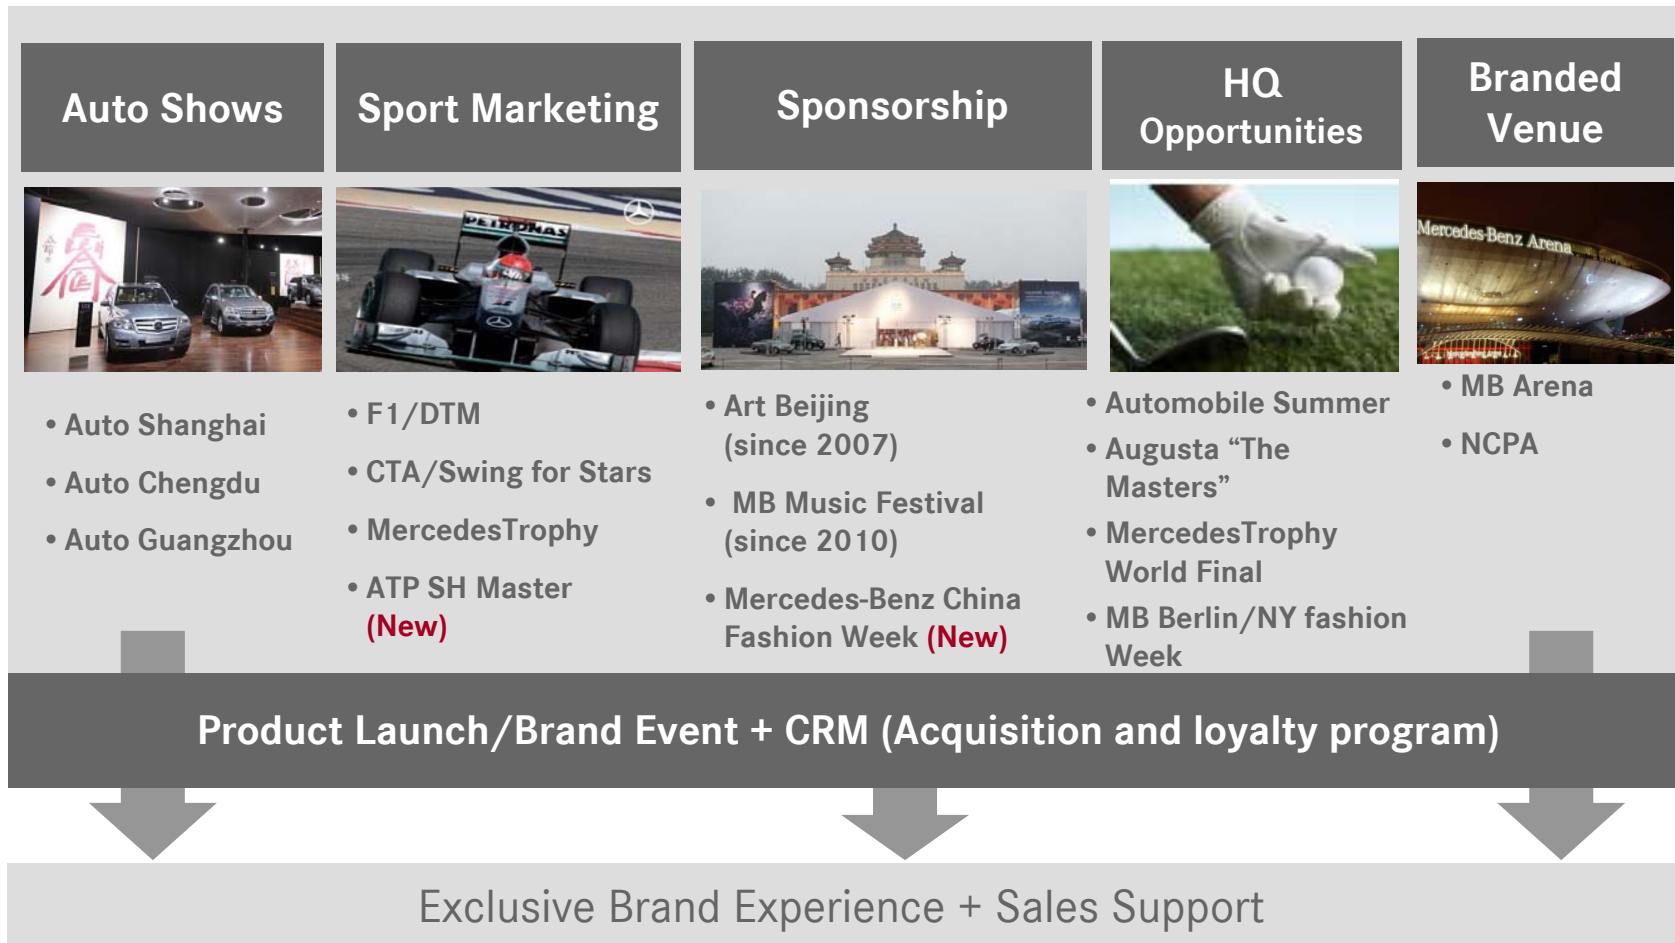 Auto Shows
Sport Marketing
Sponsorship
HQ
Opportunities
Branded
Venue
PETRONAS
Mercedes-Benz Arena
• Auto Shanghai
• Auto Chengdu
• Auto Guangzhou
• F1/DTM
• CTA/Swing for Stars
• MercedesTrophy
• ATP SH Master
(New)
• Art Beijing
(since 2007)
• MB Music Festival
(since 2010)
• Mercedes-Benz China
Fashion Week (New)
• Automobile Summer
• Augusta “The
Masters”
• MercedesTrophy
World Final
• MB Berlin/NY fashion
Week
• MB Arena
• NCPA
Product Launch/Brand Event + CRM (Acquisition and loyalty program)
Exclusive Brand Experience + Sales Support